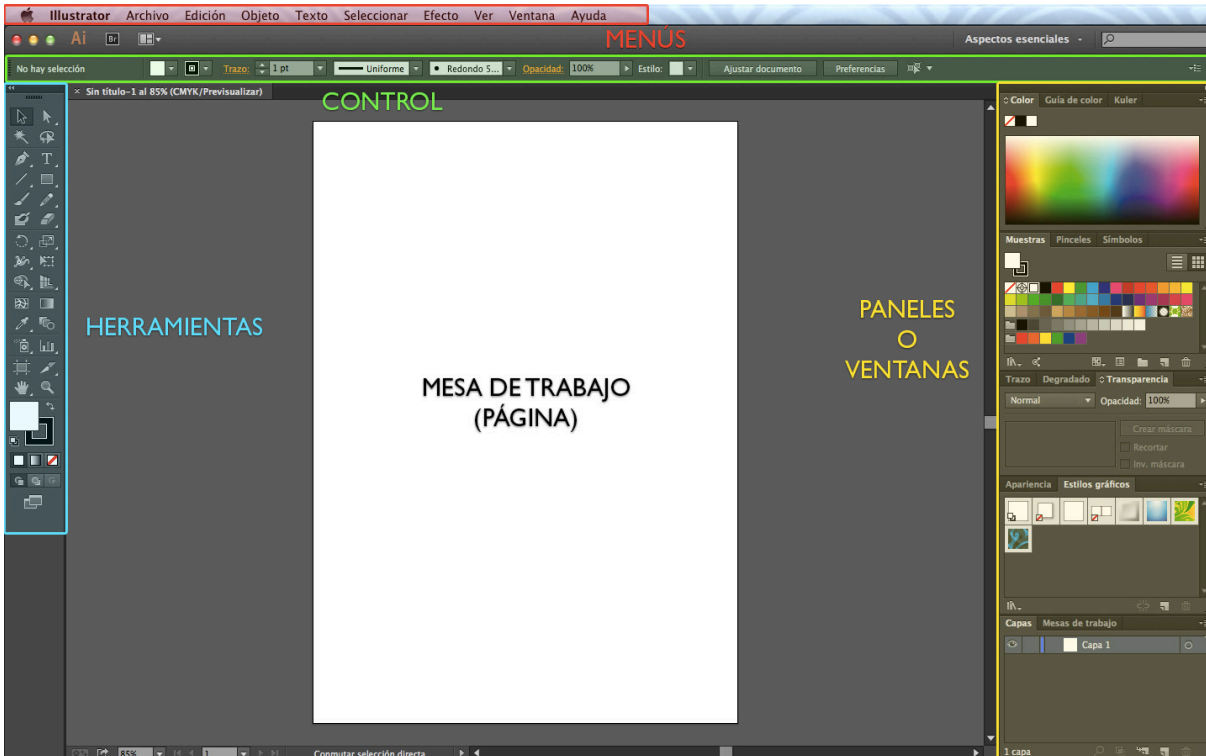 Illustrator Archivo Edición Objeto Texto Seleccionar Efecto Ver Ventana Ayuda
Ai Br MENÚS Aspectos esenciales
No hay selección Trazo: 1 pt Uniforme Redondo 5... Opacidad: 100% Estilo: Ajustar documento Preferencias
× Sin título-1 al 85% (CMYK/Previsualizar)
CONTROL
Color Guía de color Kuler
Muestras Pinceles Símbolos
HERRAMIENTAS
PANELES
O
VENTANAS
MESA DE TRABAJO
(PÁGINA)
Trazo Degradado Transparencia
Normal Opacidad: 100%
Crear máscara
Recortar
Inv. máscara
Apariencia Estilos gráficos
Capas Mesas de trabajo
Capa 1
85% 1 Conmutar selección directa
1 capa